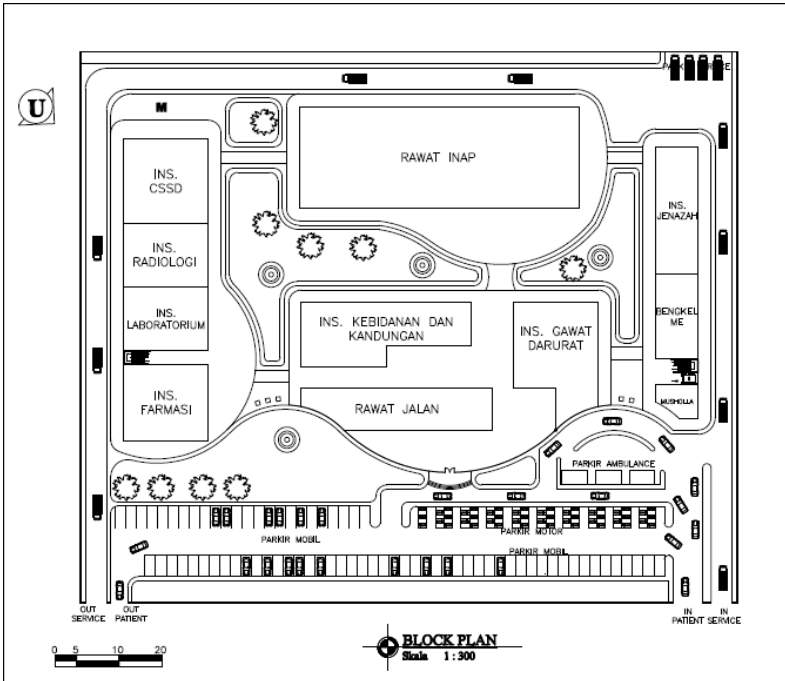 PARKIR SERVICE
U
M
RAWAT INAP
INS.
CSSD
INS.
JENAZAH
INS.
RADIOLOGI
INS.
LABORATORIUM
INS. KEBIDANAN DAN
KANDUNGAN
INS. GAWAT
DARURAT
BENGKEL
ME
INS.
FARMASI
RAWAT JALAN
MUSHOLLA
PARKIR AMBULANCE
PARKIR MOBIL
PARKIR MOTOR
PARKIR MOBIL
OUT
SERVICE
OUT
PATIENT
IN
PATIENT
IN
SERVICE
BLOCK PLAN
Skala 1 : 300
0 5 10 20